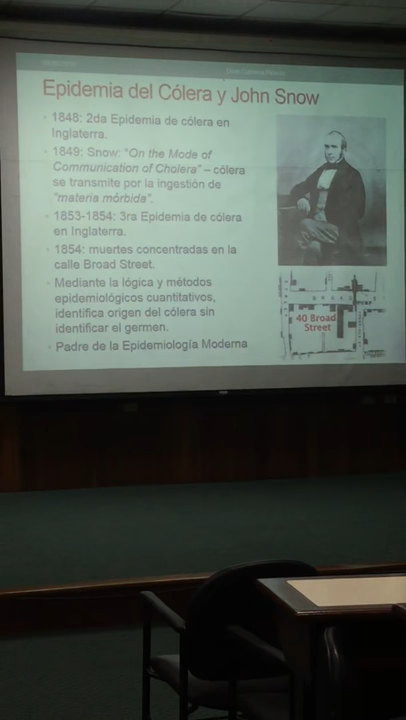 Epidemia del Cólera y John Snow
1848: 2da Epidemia de cólera en
Inglaterra.
1849: Snow: "On the Mode of
Communication of Cholera" – cólera
se transmite por la ingestión de
"materia mórbida".
1853-1854: 3ra Epidemia de cólera
en Inglaterra.
1854: muertes concentradas en la
calle Broad Street.
Mediante la lógica y métodos
epidemiológicos cuantitativos,
identifica origen del cólera sin
identificar el germen.
Padre de la Epidemiología Moderna
40 Broad
Street